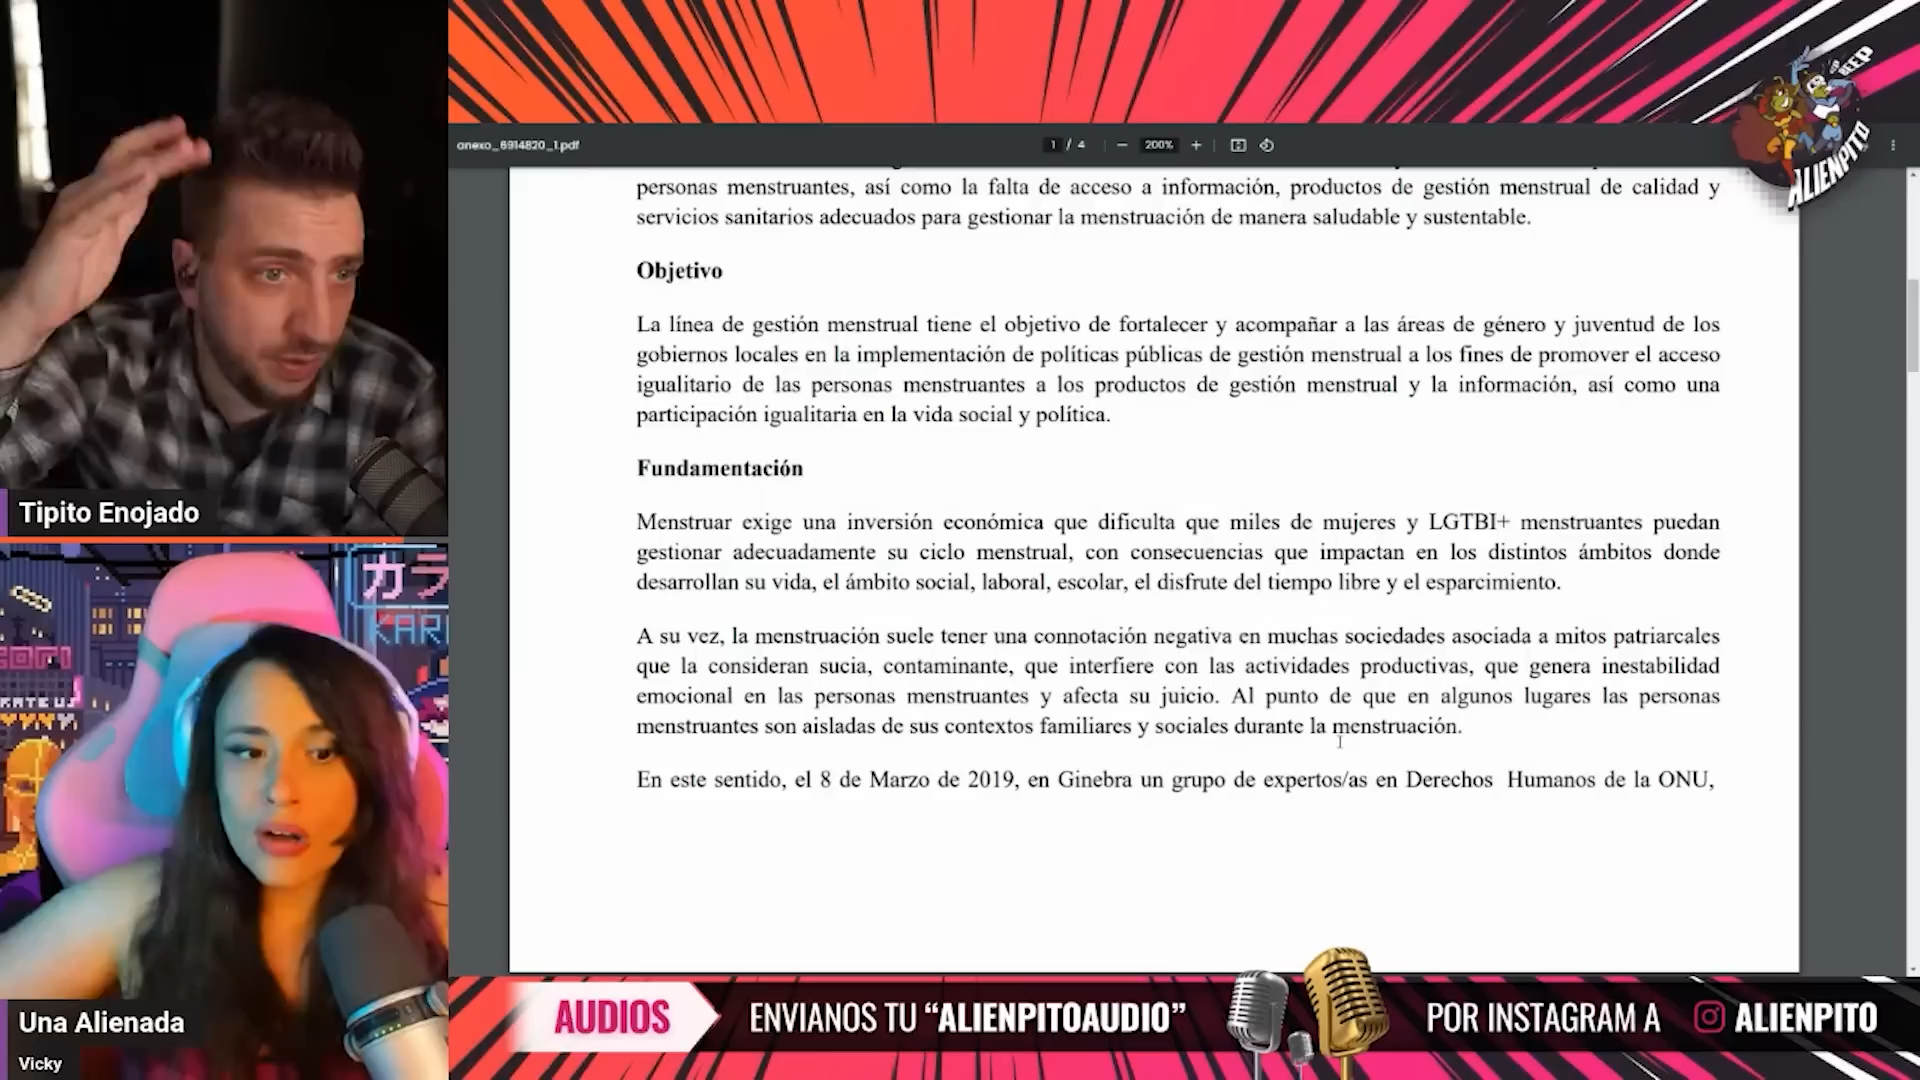 BEEP
ALIENPITO
anexo_6914820_1.pdf
1 / 4
200%
personas menstruantes, así como la falta de acceso a información, productos de gestión menstrual de calidad y
servicios sanitarios adecuados para gestionar la menstruación de manera saludable y sustentable.
Objetivo
La línea de gestión menstrual tiene el objetivo de fortalecer y acompañar a las áreas de género y juventud de los
gobiernos locales en la implementación de políticas públicas de gestión menstrual a los fines de promover el acceso
igualitario de las personas menstruantes a los productos de gestión menstrual y la información, así como una
participación igualitaria en la vida social y política.
Fundamentación
Menstruar exige una inversión económica que dificulta que miles de mujeres y LGTBI+ menstruantes puedan
gestionar adecuadamente su ciclo menstrual, con consecuencias que impactan en los distintos ámbitos donde
desarrollan su vida, el ámbito social, laboral, escolar, el disfrute del tiempo libre y el esparcimiento.
A su vez, la menstruación suele tener una connotación negativa en muchas sociedades asociada a mitos patriarcales
que la consideran sucia, contaminante, que interfiere con las actividades productivas, que genera inestabilidad
emocional en las personas menstruantes y afecta su juicio. Al punto de que en algunos lugares las personas
menstruantes son aisladas de sus contextos familiares y sociales durante la menstruación.
En este sentido, el 8 de Marzo de 2019, en Ginebra un grupo de expertos/as en Derechos Humanos de la ONU,
Tipito Enojado
カラ
Una Alienada
Vicky
AUDIOS
ENVIANOS TU “ALIENPITOAUDIO”
POR INSTAGRAM A
ALIENPITO